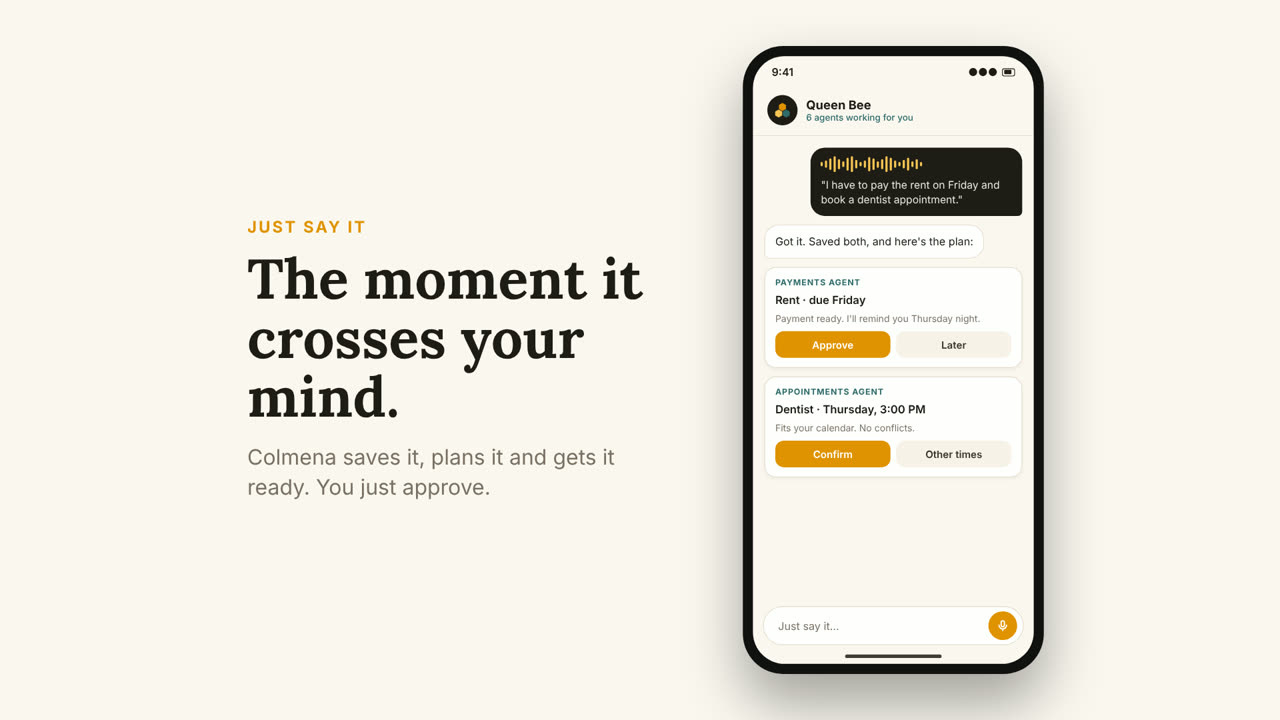 JUST SAY IT
The moment it
crosses your
mind.
Colmena saves it, plans it and gets it
ready. You just approve.
9:41
Queen Bee
6 agents working for you
"I have to pay the rent on Friday and
book a dentist appointment."
Got it. Saved both, and here's the plan:
PAYMENTS AGENT
Rent · due Friday
Payment ready. I'll remind you Thursday night.
Approve
Later
APPOINTMENTS AGENT
Dentist · Thursday, 3:00 PM
Fits your calendar. No conflicts.
Confirm
Other times
Just say it...